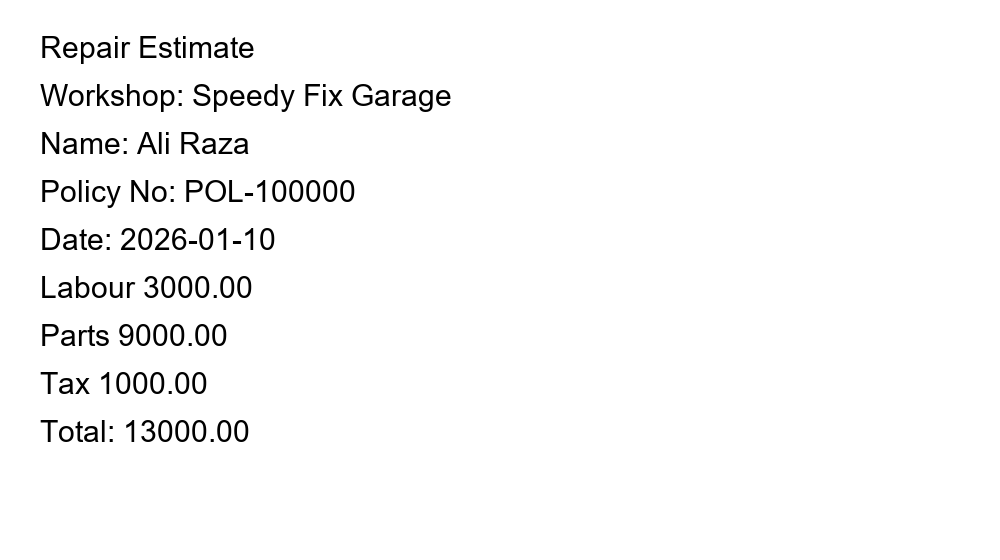 Repair Estimate
Workshop: Speedy Fix Garage
Name: Ali Raza
Policy No: POL-100000
Date: 2026-01-10
Labour 3000.00
Parts 9000.00
Tax 1000.00
Total: 13000.00